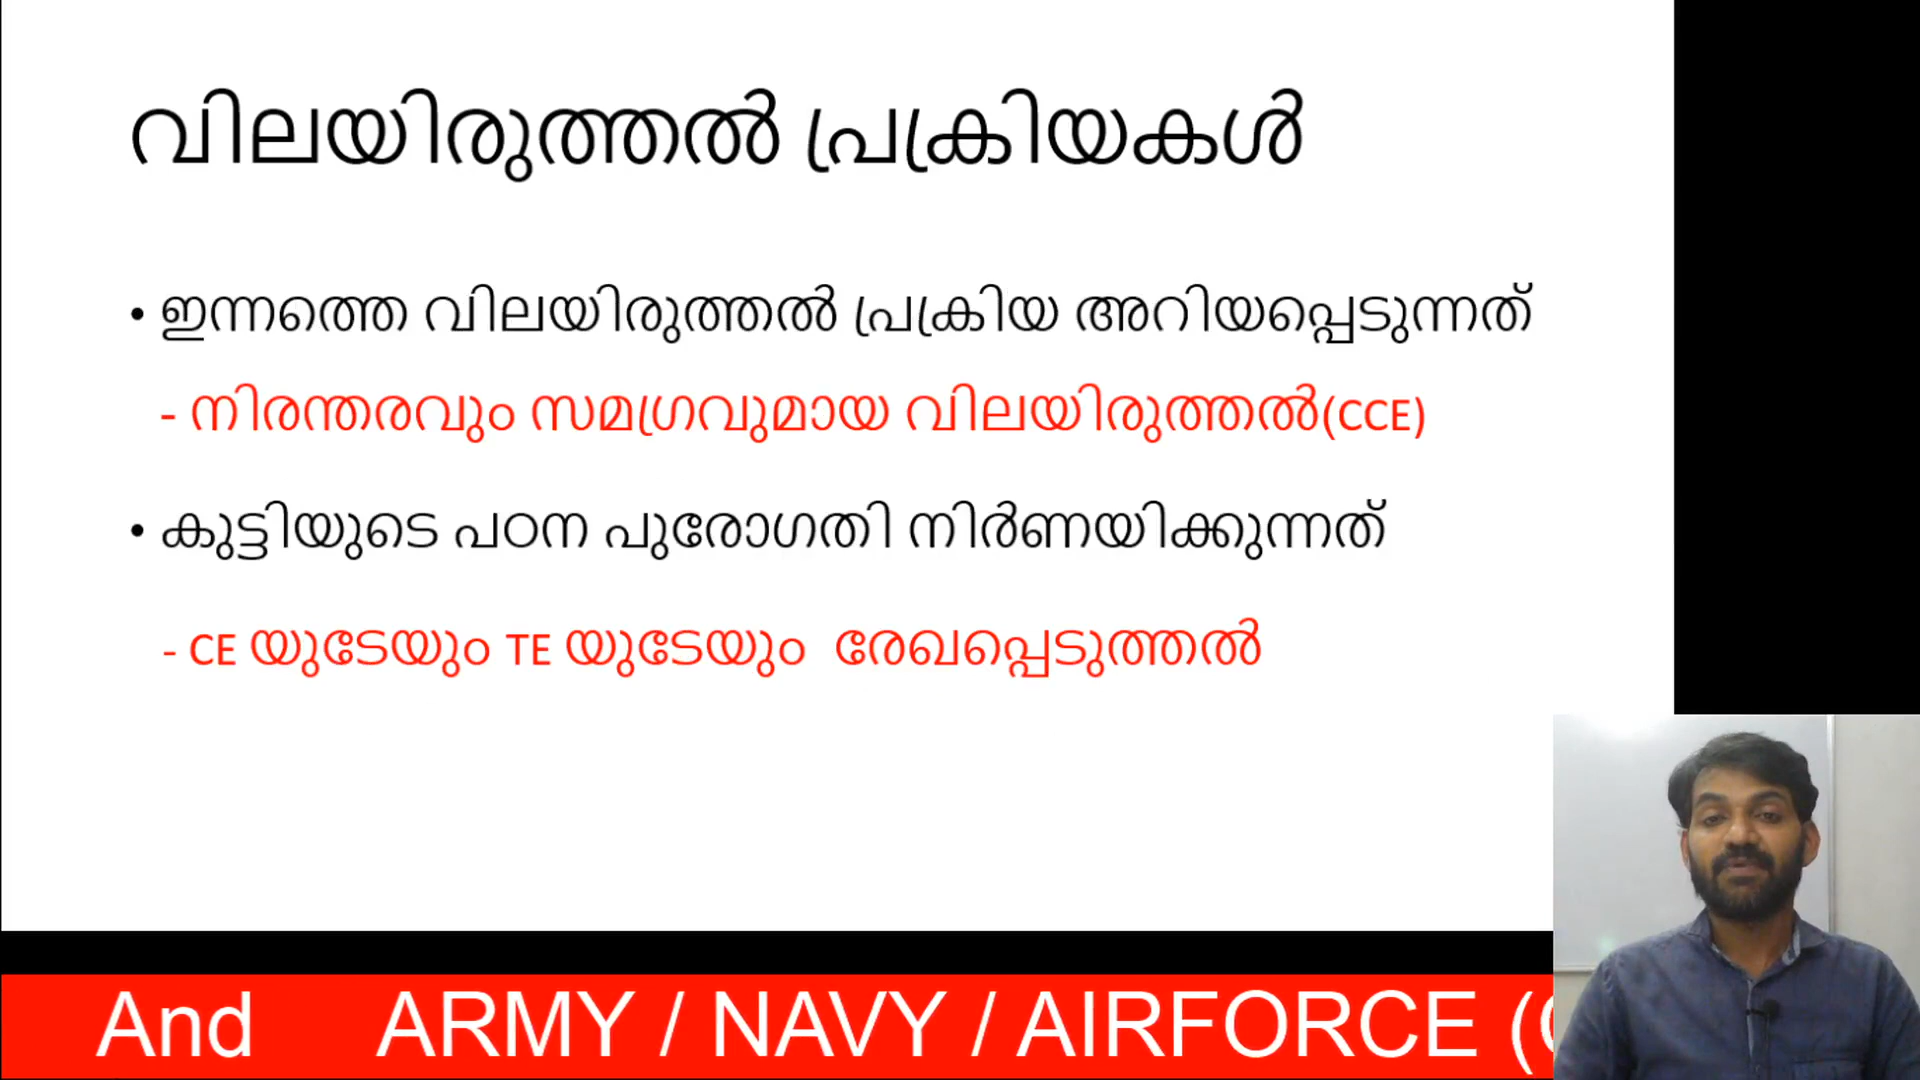 വിലയിരുത്തൽ പ്രക്രിയകൾ
• ഇന്നത്തെ വിലയിരുത്തൽ പ്രക്രിയ അറിയപ്പെടുന്നത്
- നിരന്തരവും സമഗ്രവുമായ വിലയിരുത്തൽ(CCE)
• കുട്ടിയുടെ പഠന പുരോഗതി നിർണയിക്കുന്നത്
- CE യുടേയും TE യുടേയും രേഖപ്പെടുത്തൽ
And ARMY / NAVY / AIRFORCE (